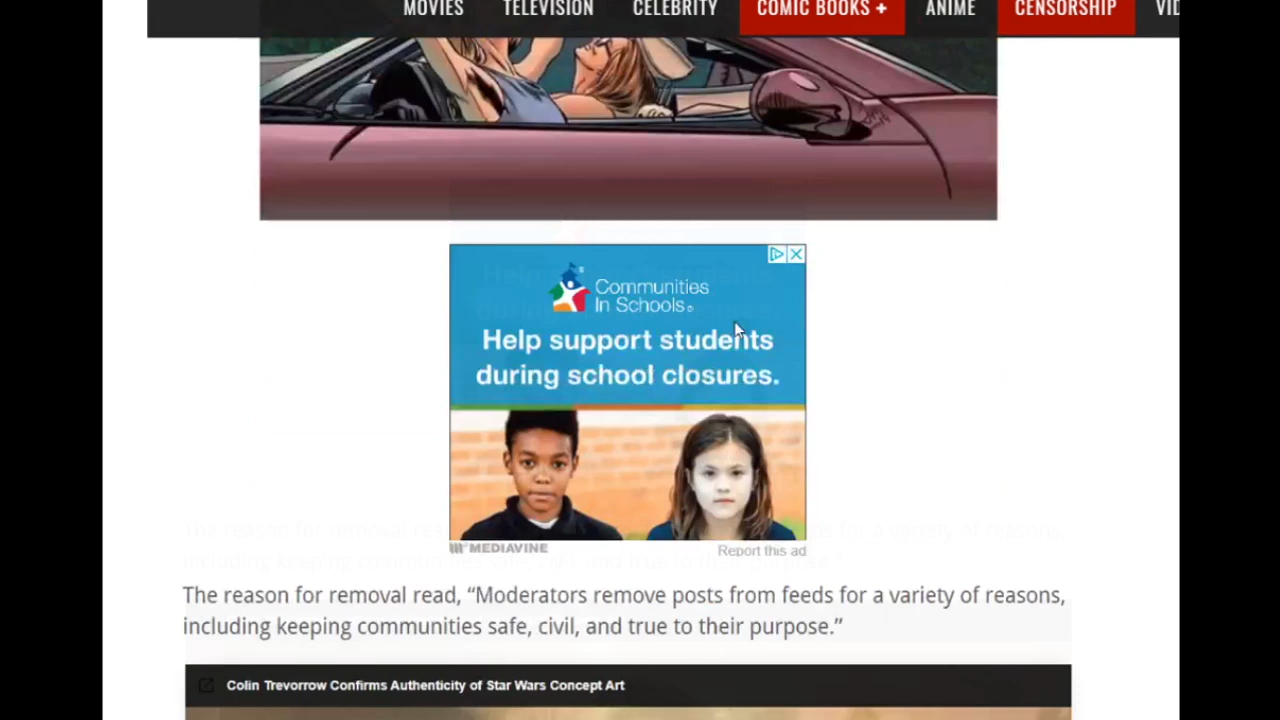 MOVIES TELEVISION CELEBRITY COMIC BOOKS + ANIME CENSORSHIP
Communities
In Schools
Help support students
during school closures.
MEDIAVINE Report this ad
The reason for removal read, “Moderators remove posts from feeds for a variety of reasons,
including keeping communities safe, civil, and true to their purpose.”
Colin Trevorrow Confirms Authenticity of Star Wars Concept Art